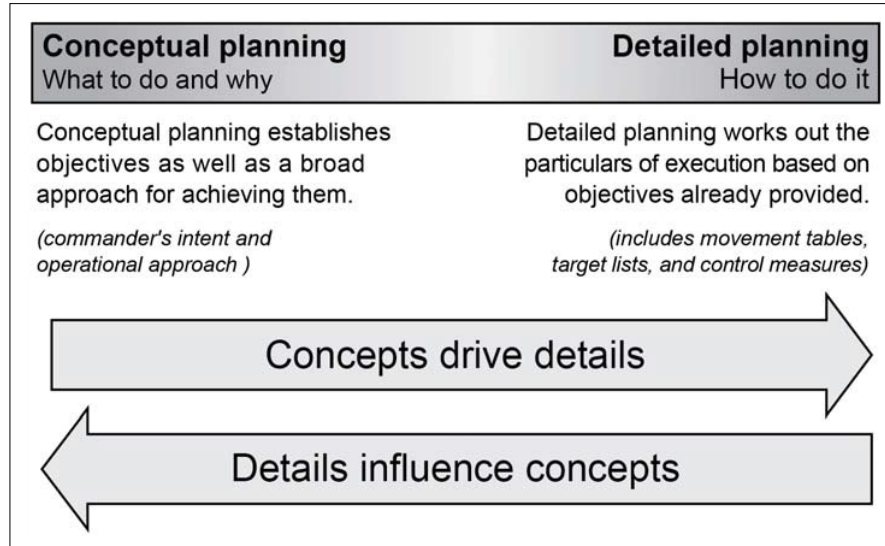 Conceptual planning
What to do and why
Detailed planning
How to do it
Conceptual planning establishes
objectives as well as a broad
approach for achieving them.
(commander's intent and
operational approach )
Detailed planning works out the
particulars of execution based on
objectives already provided.
(includes movement tables,
target lists, and control measures)
Concepts drive details
Details influence concepts